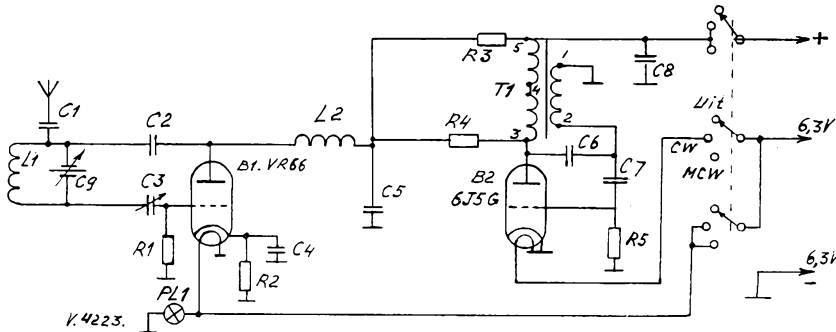 R3
5
1
T1
4
2
3
C8
+
C1
C2
L2
R4
Uit
6,3V
L1
C9
C3
B1. VR66
C5
C6
C7
B2
6J5G
CW
MCW
R1
R2
C4
R5
PL1
V.4223.
6,3V
-